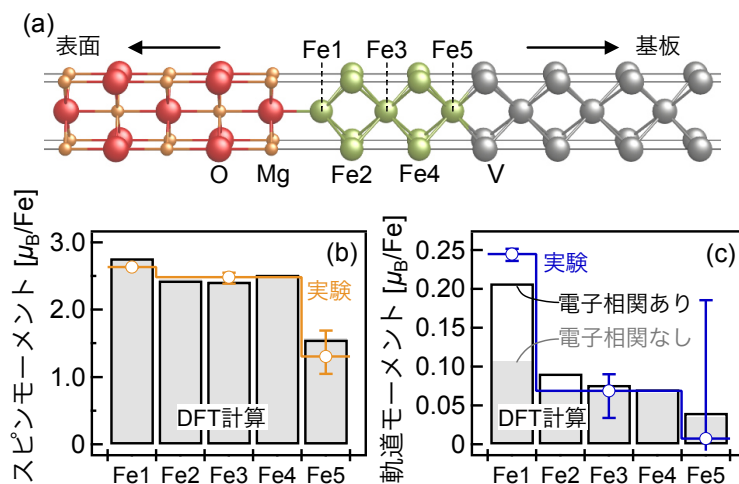 (a)
表面
基板
Fe1
Fe3
Fe5
O
Mg
Fe2
Fe4
V
(b)
スピンモーメント [μB/Fe]
3.0
2.0
1.0
0
実験
DFT計算
Fe1 Fe2 Fe3 Fe4 Fe5
(c)
軌道モーメント [μB/Fe]
0.25
0.20
0.15
0.10
0.05
0
実験
電子相関あり
電子相関なし
DFT計算
Fe1 Fe2 Fe3 Fe4 Fe5